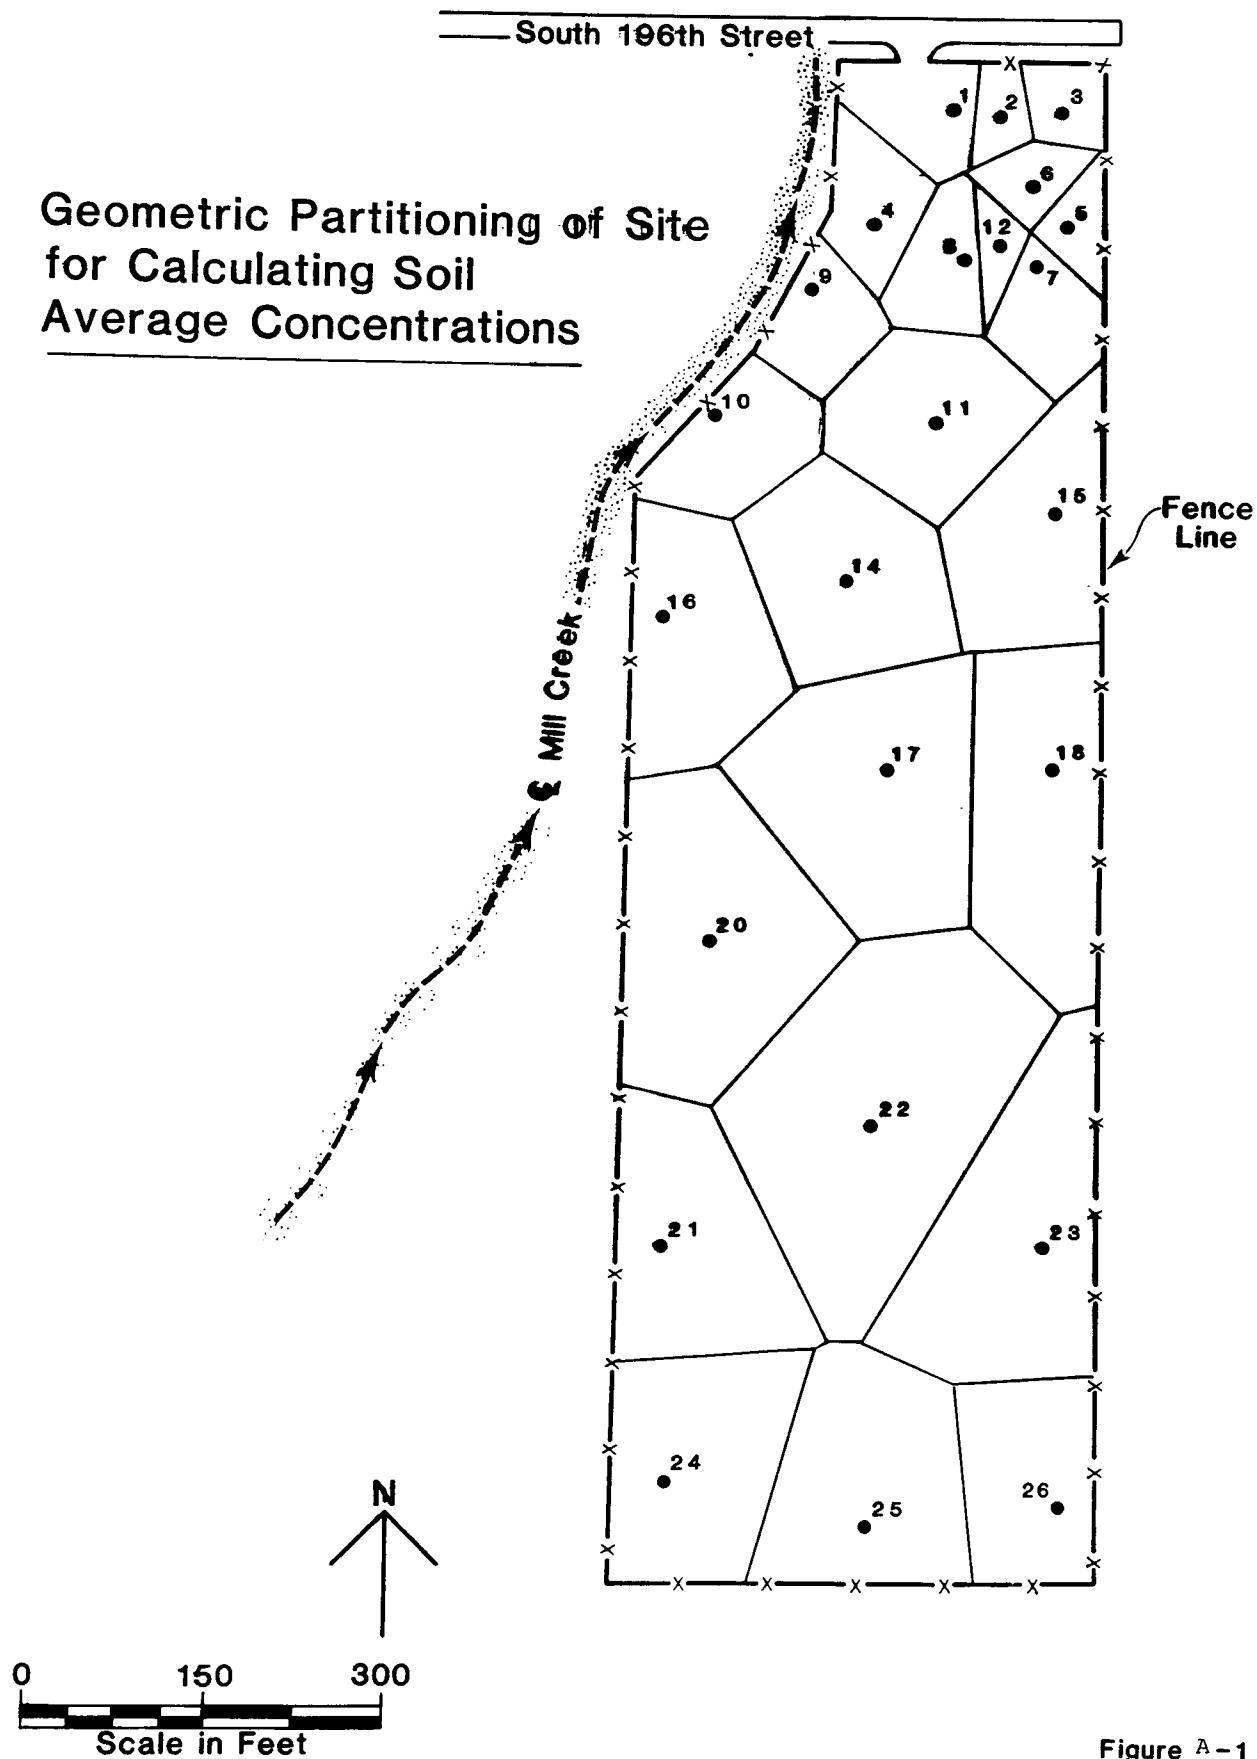 South 196th Street
Geometric Partitioning of Site
for Calculating Soil
Average Concentrations
1
2
3
6
4
5
12
8
7
9
10
11
15
Fence
Line
14
16
Mill Creek
17
18
20
22
21
23
24
25
26
N
0 150 300
Scale in Feet
Figure A-1